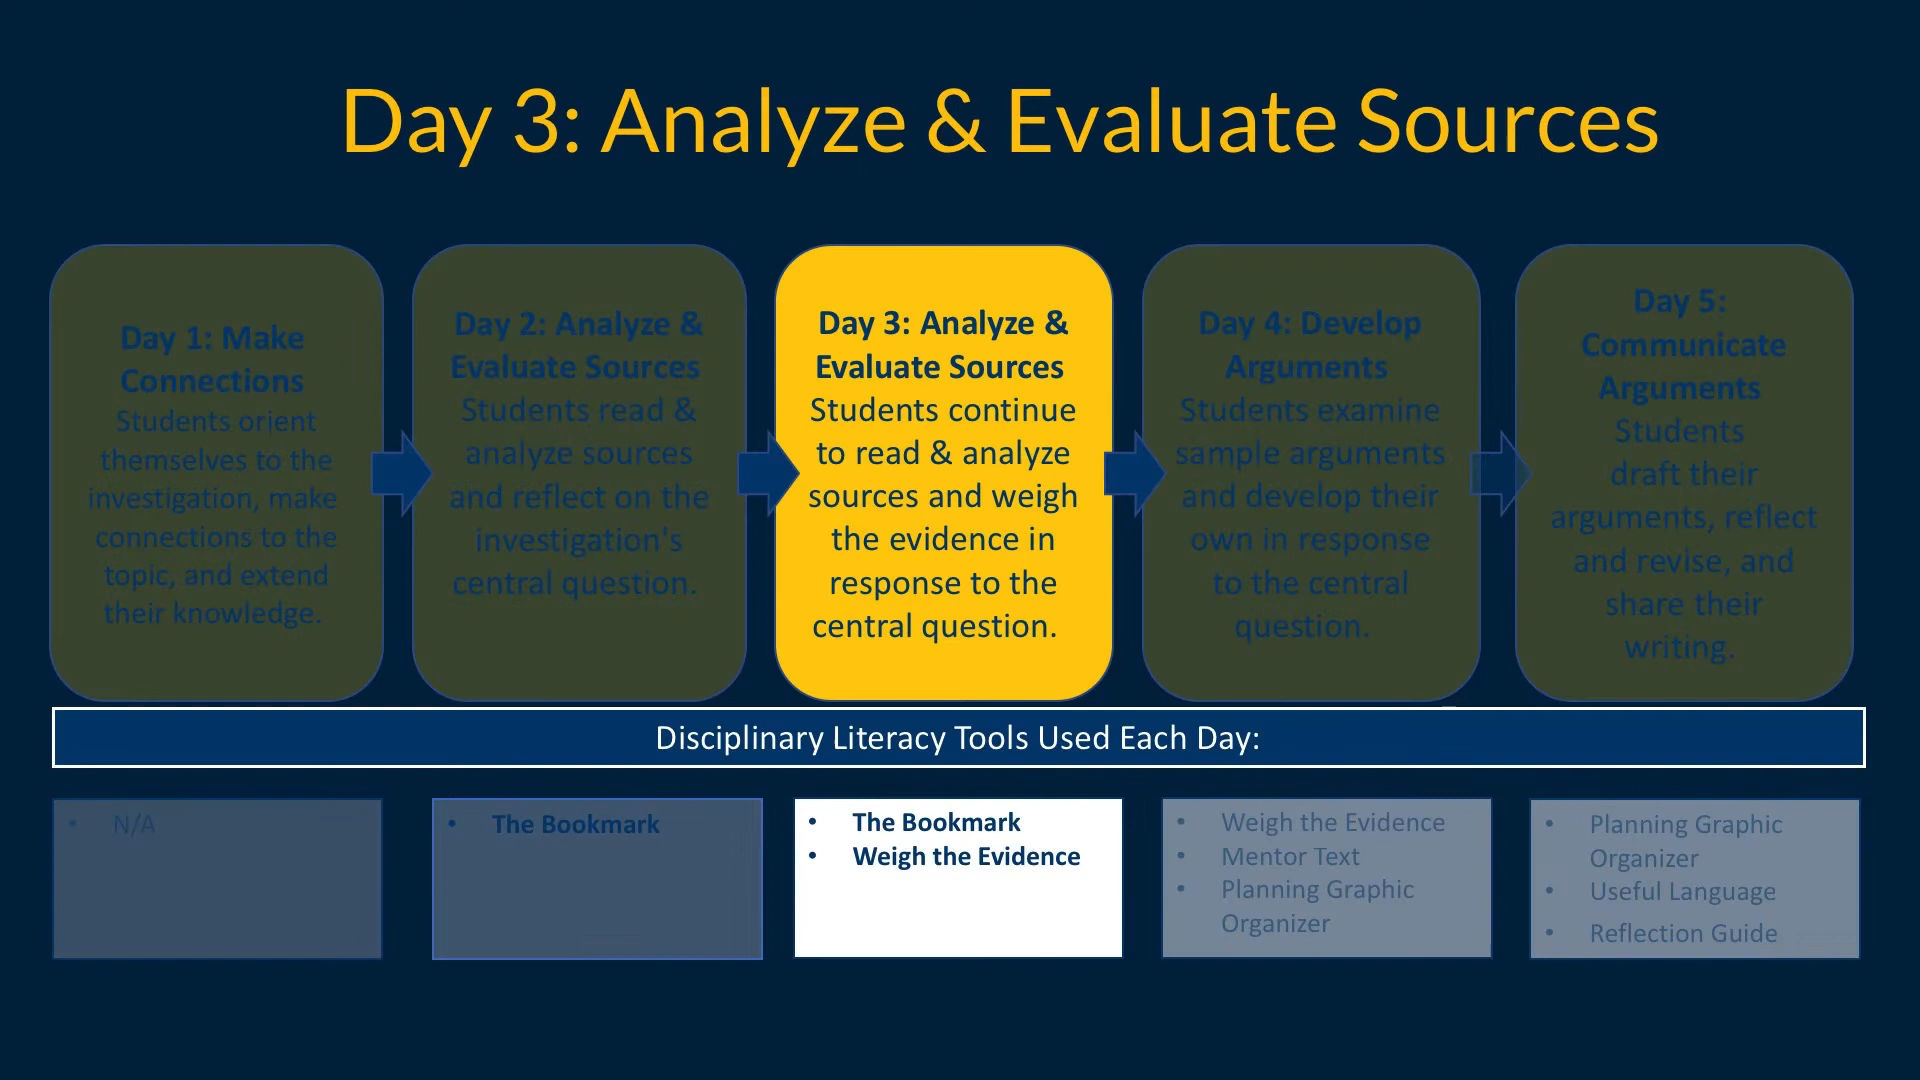 Day 3: Analyze & Evaluate Sources
Day 1: Make
Connections
Students orient
themselves to the
investigation, make
connections to the
topic, and extend
their knowledge.
Day 2: Analyze &
Evaluate Sources
Students read &
analyze sources
and reflect on the
investigation's
central question.
Day 3: Analyze &
Evaluate Sources
Students continue
to read & analyze
sources and weigh
the evidence in
response to the
central question.
Day 4: Develop
Arguments
Students examine
sample arguments
and develop their
own in response
to the central
question.
Day 5:
Communicate
Arguments
Students
draft their
arguments, reflect
and revise, and
share their
writing.
Disciplinary Literacy Tools Used Each Day:
• N/A
• The Bookmark
• The Bookmark
• Weigh the Evidence
• Weigh the Evidence
• Mentor Text
• Planning Graphic
Organizer
• Planning Graphic
Organizer
• Useful Language
• Reflection Guide